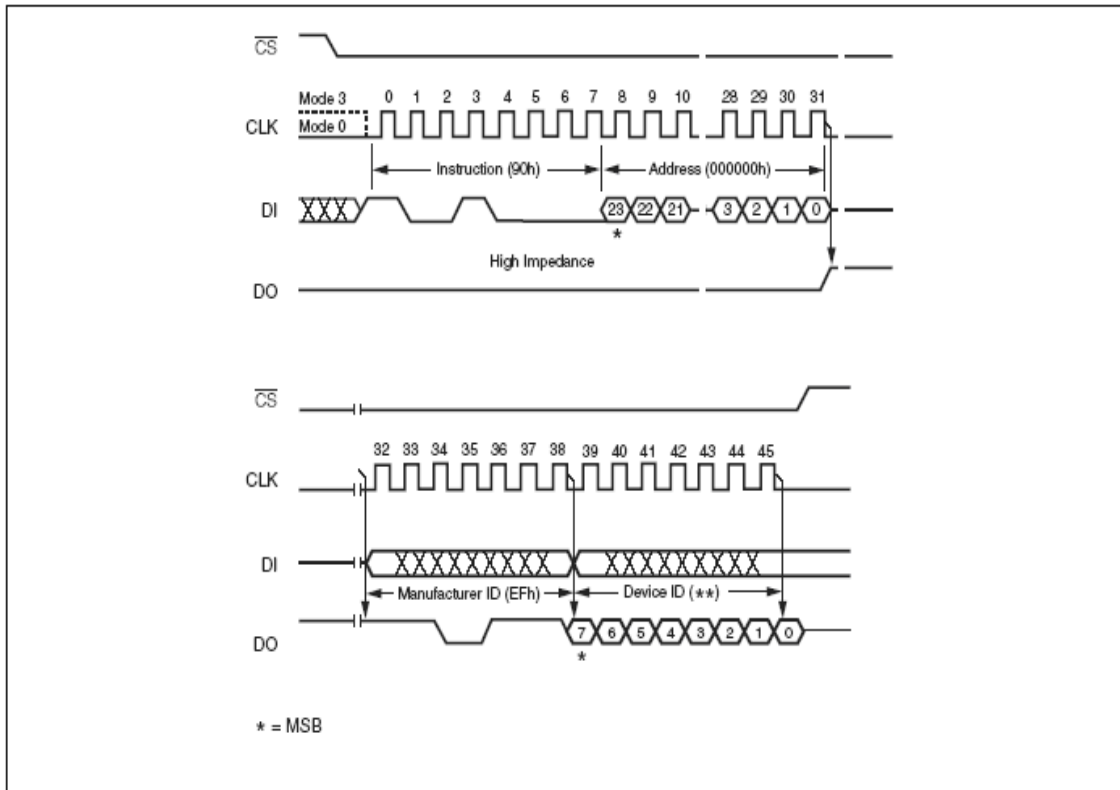 CS
Mode 3
0 1 2 3 4 5 6 7 8 9 10 28 29 30 31
CLK
Mode 0
Instruction (90h)
Address (000000h)
DI
23 22 21 3 2 1 0
*
High Impedance
DO
CS
32 33 34 35 36 37 38 39 40 41 42 43 44 45
CLK
DI
Manufacturer ID (EFh)
Device ID (**)
DO
7 6 5 4 3 2 1 0
*
* = MSB